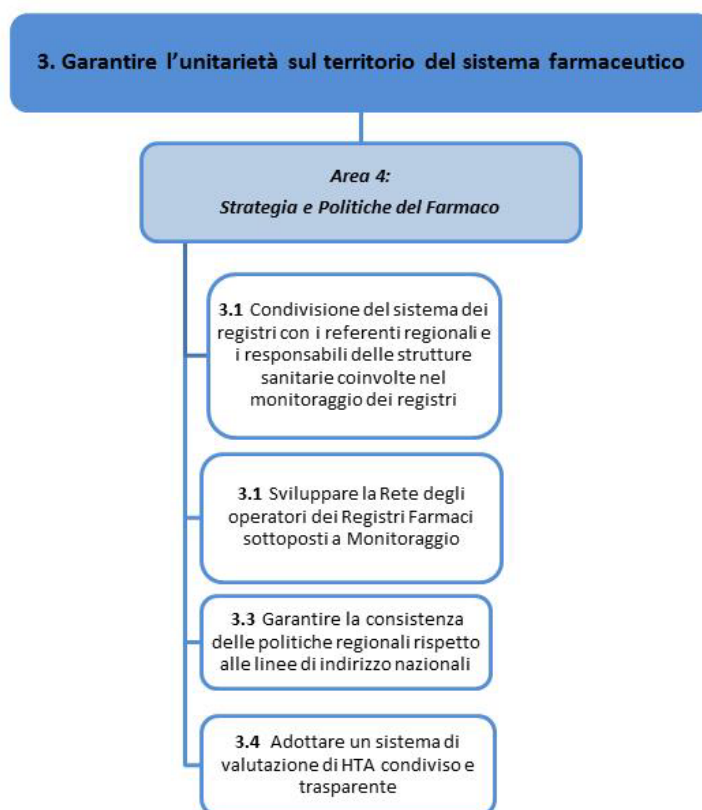 3. Garantire l’unitarietà sul territorio del sistema farmaceutico
Area 4:
Strategia e Politiche del Farmaco
3.1 Condivisione del sistema dei
registri con i referenti regionali e
i responsabili delle strutture
sanitarie coinvolte nel
monitoraggio dei registri
3.1 Sviluppare la Rete degli
operatori dei Registri Farmaci
sottoposti a Monitoraggio
3.3 Garantire la consistenza
delle politiche regionali rispetto
alle linee di indirizzo nazionali
3.4 Adottare un sistema di
valutazione di HTA condiviso e
trasparente